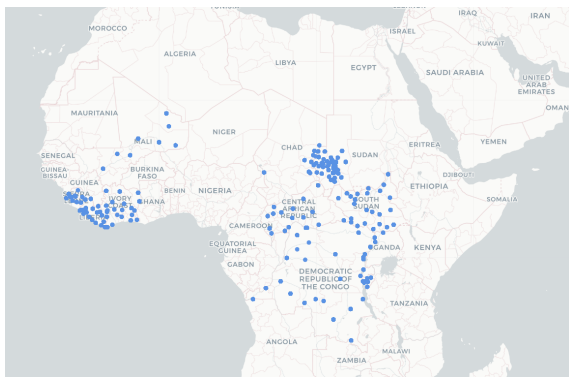 MOROCCO
ALGERIA
LIBYA
EGYPT
ISRAEL
IRAQ
IRAN
KUWAIT
SAUDI ARABIA
UNITED
ARAB
EMIRATES
OMAN
MAURITANIA
MALI
NIGER
CHAD
SUDAN
ERITREA
YEMEN
SENEGAL
GUINEA-
BISSAU
GUINEA
BURKINA
FASO
BENIN
NIGERIA
DJIBOUTI
ETHIOPIA
SOMALIA
IVORY
GHANA
CENTRAL
AFRICAN
REPUBLIC
SOUTH
SUDAN
CAMEROON
EQUATORIAL
GUINEA
GABON
UGANDA
KENYA
DEMOCRATIC
REPUBLIC OF
THE CONGO
TANZANIA
ANGOLA
ZAMBIA
MALAWI